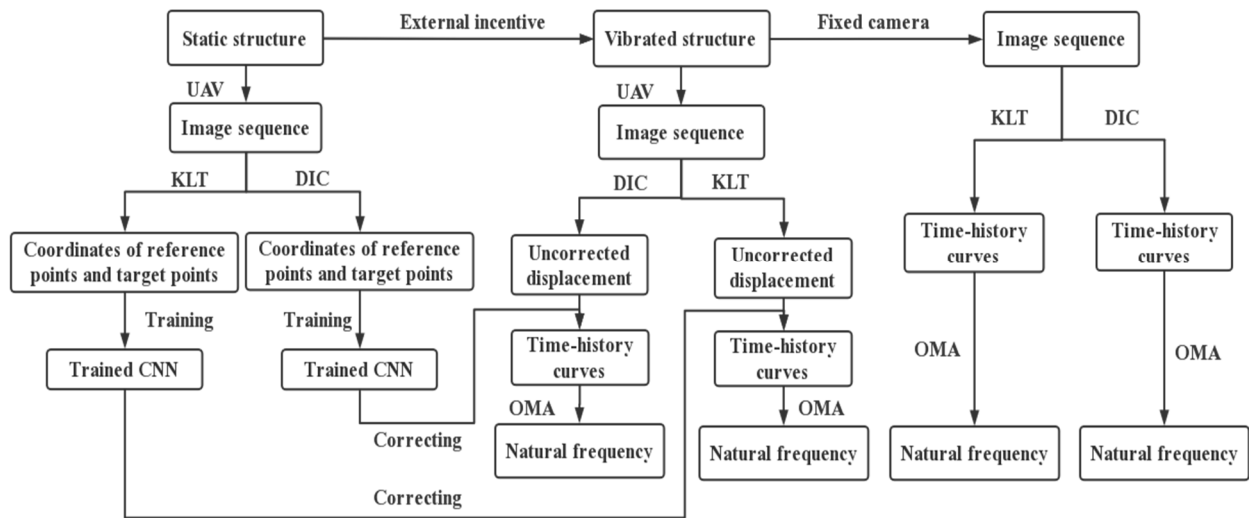 External incentive
Fixed camera
Static structure
Vibrated structure
Image sequence
UAV
UAV
Image sequence
Image sequence
KLT
DIC
KLT
DIC
DIC
KLT
Coordinates of reference
points and target points
Coordinates of reference
points and target points
Uncorrected
displacement
Uncorrected
displacement
Time-history
curves
Time-history
curves
Training
Training
Trained CNN
Trained CNN
Time-history
curves
Time-history
curves
OMA
OMA
OMA
OMA
Correcting
Natural frequency
Natural frequency
Natural frequency
Natural frequency
Correcting